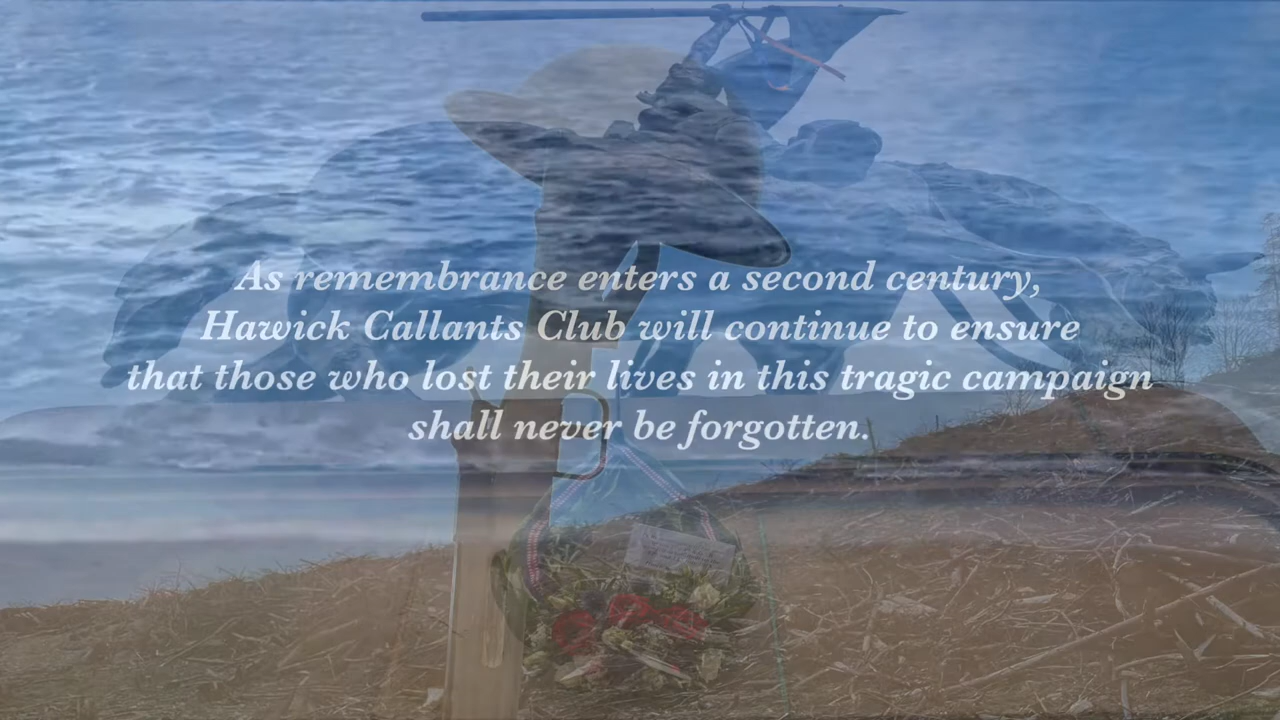 As remembrance enters a second century,
Hawick Callants Club will continue to ensure
that those who lost their lives in this tragic campaign
shall never be forgotten.